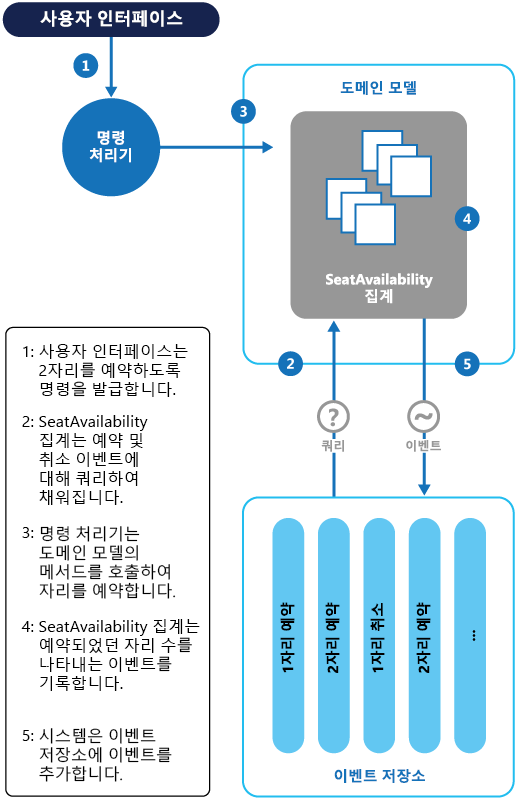 사용자 인터페이스
1
명령
처리기
3
도메인 모델
4
SeatAvailability
집계
2
5
?
~
쿼리
이벤트
1자리 예약
2자리 예약
1자리 취소
2자리 예약
...
이벤트 저장소
1: 사용자 인터페이스는
2자리를 예약하도록
명령을 발급합니다.
2: SeatAvailability
집계는 예약 및
취소 이벤트에
대해 쿼리하여
채워집니다.
3: 명령 처리기는
도메인 모델의
메서드를 호출하여
자리를 예약합니다.
4: SeatAvailability 집계는
예약되었던 자리 수를
나타내는 이벤트를
기록합니다.
5: 시스템은 이벤트
저장소에 이벤트를
추가합니다.